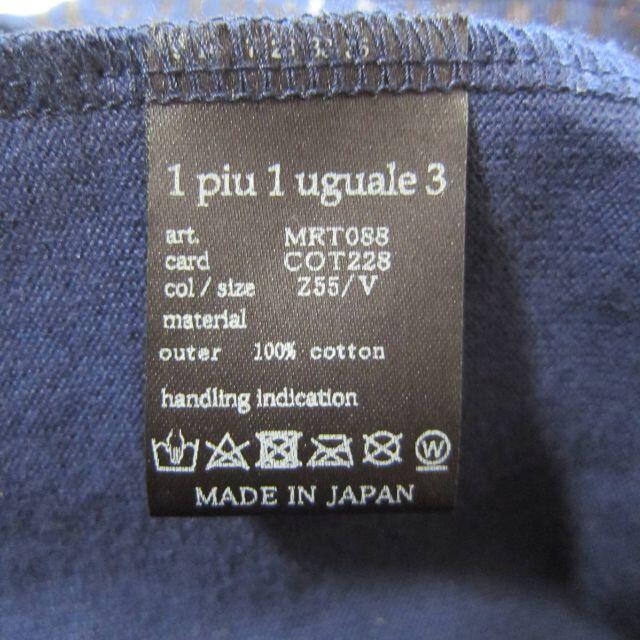 1 piu 1 uguale 3
art. MRT088
card COT228
col / size Z55/V
material
outer 100% cotton
handling indication
W
MADE IN JAPAN